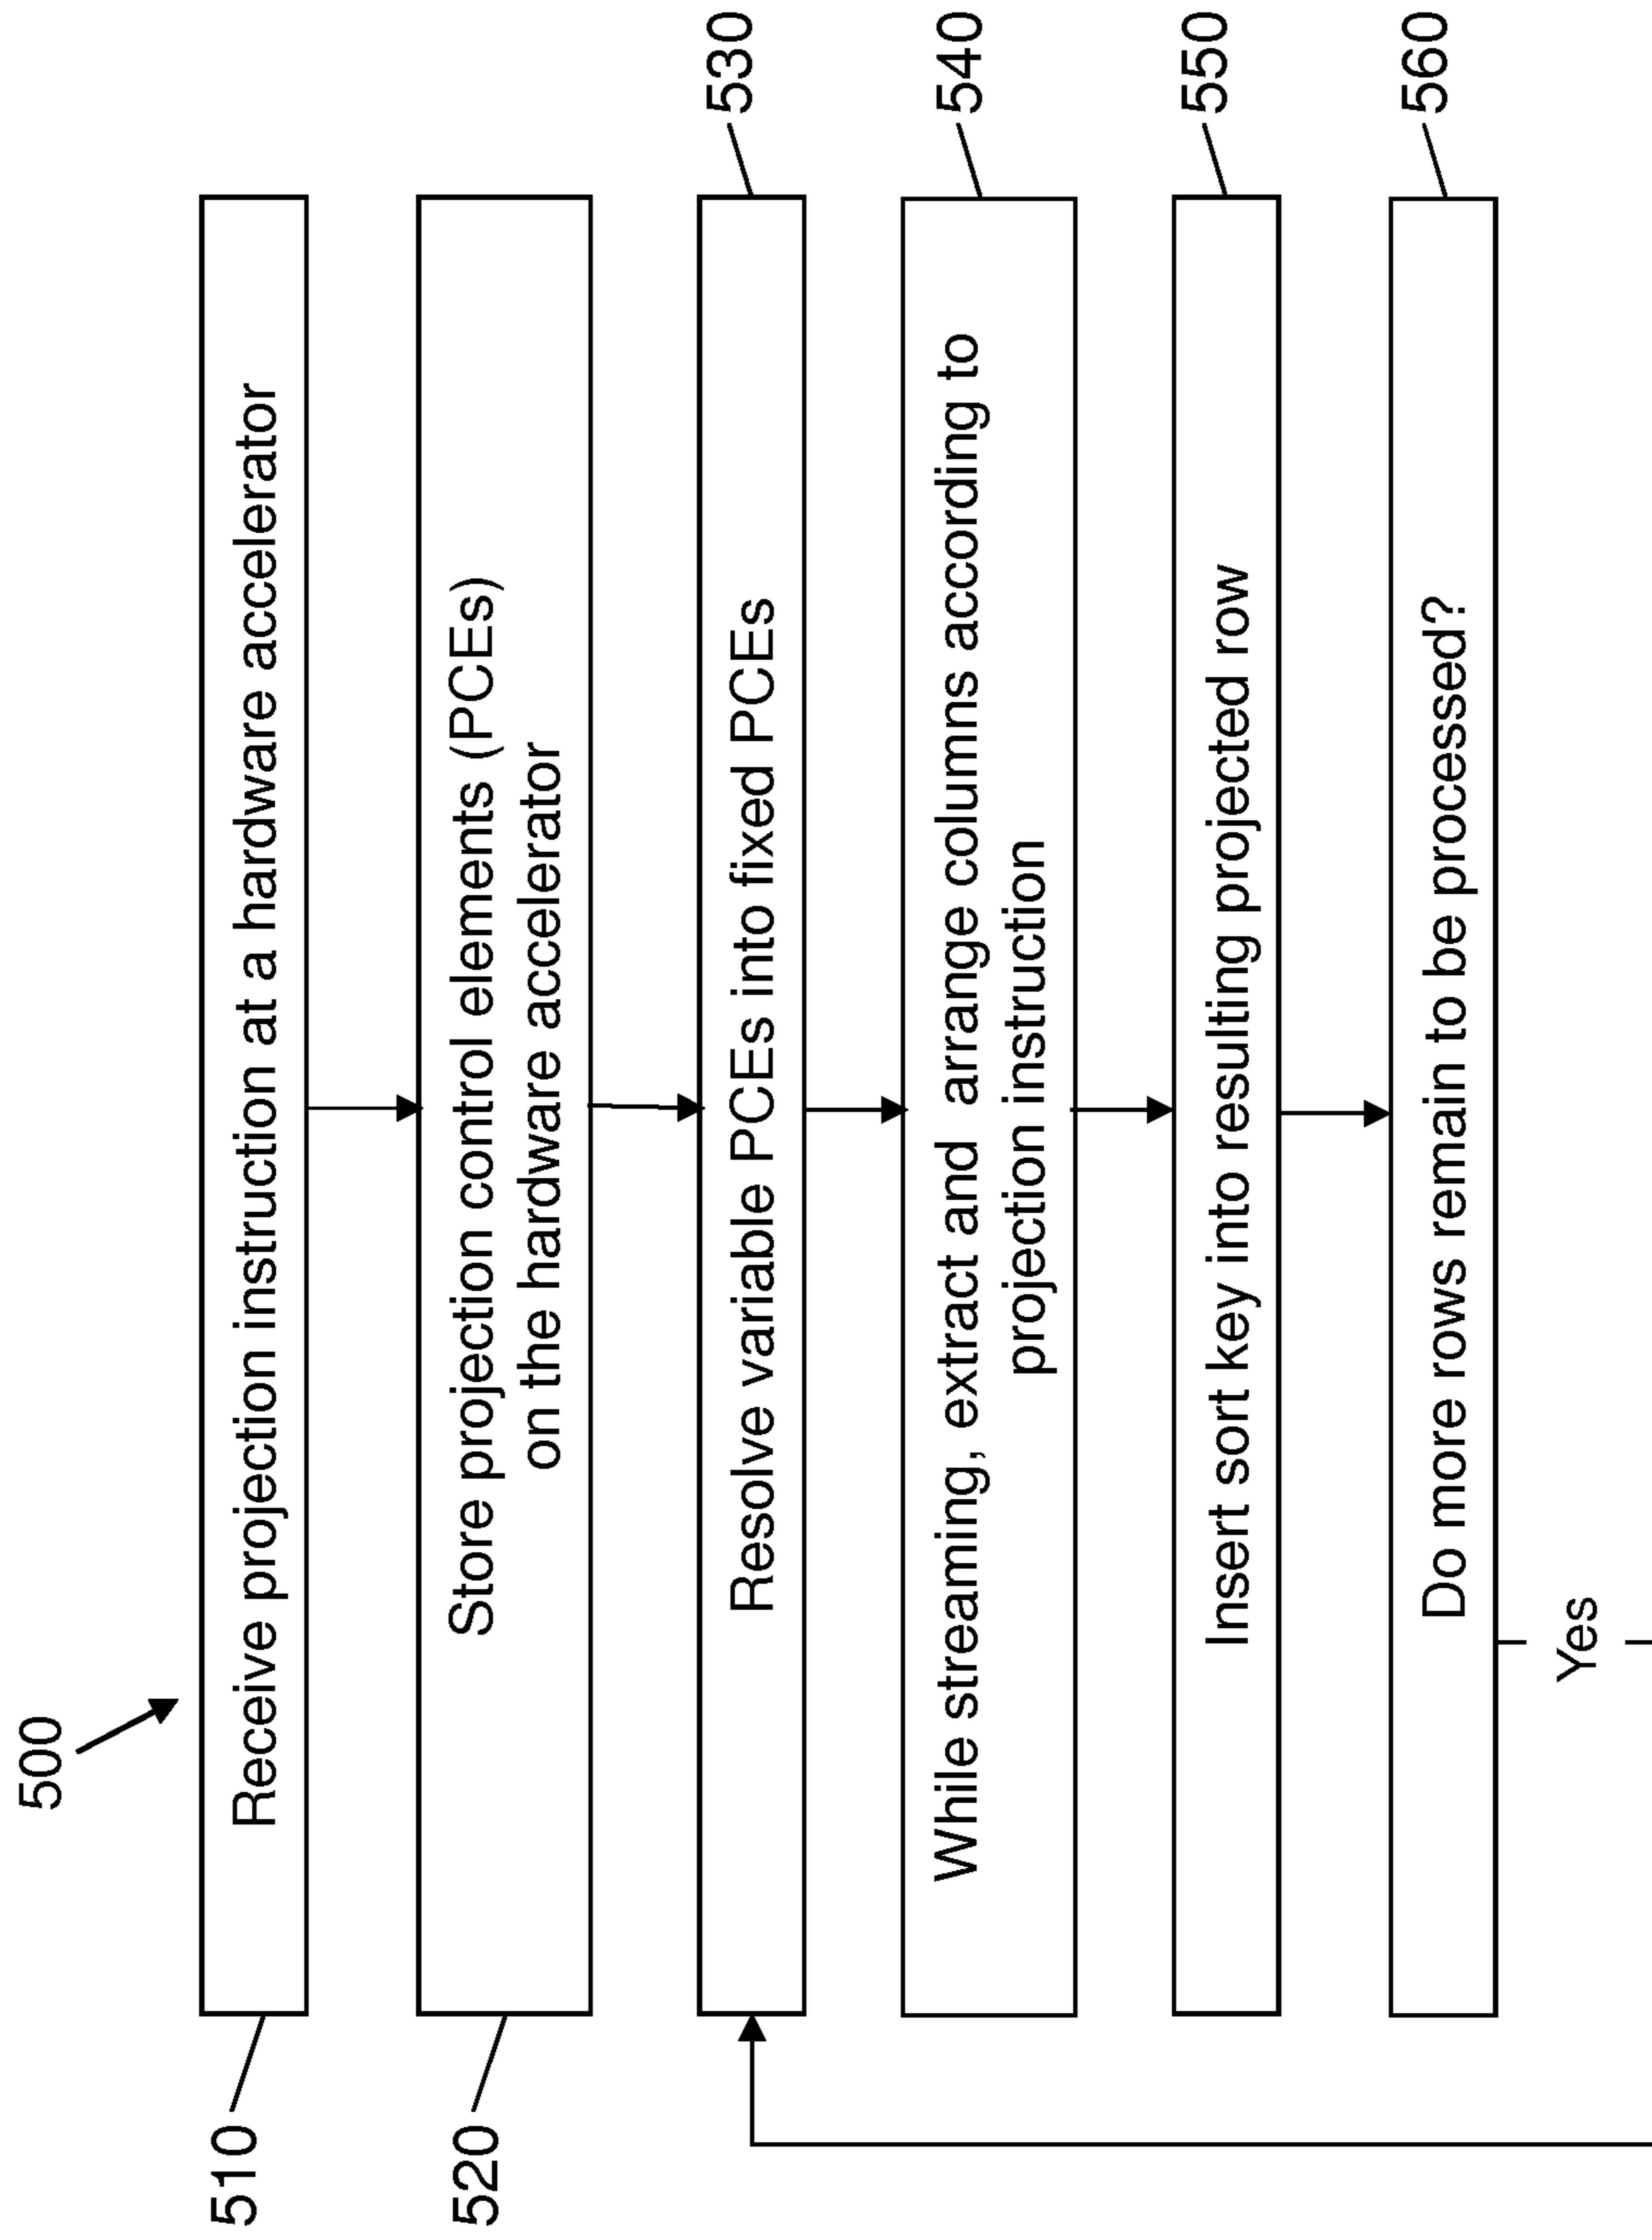 500
510
Receive projection instruction at a hardware accelerator
520
Store projection control elements (PCEs)
on the hardware accelerator
Resolve variable PCEs into fixed PCEs
530
While streaming, extract and arrange columns according to
projection instruction
540
Insert sort key into resulting projected row
550
Do more rows remain to be processed?
560
Yes